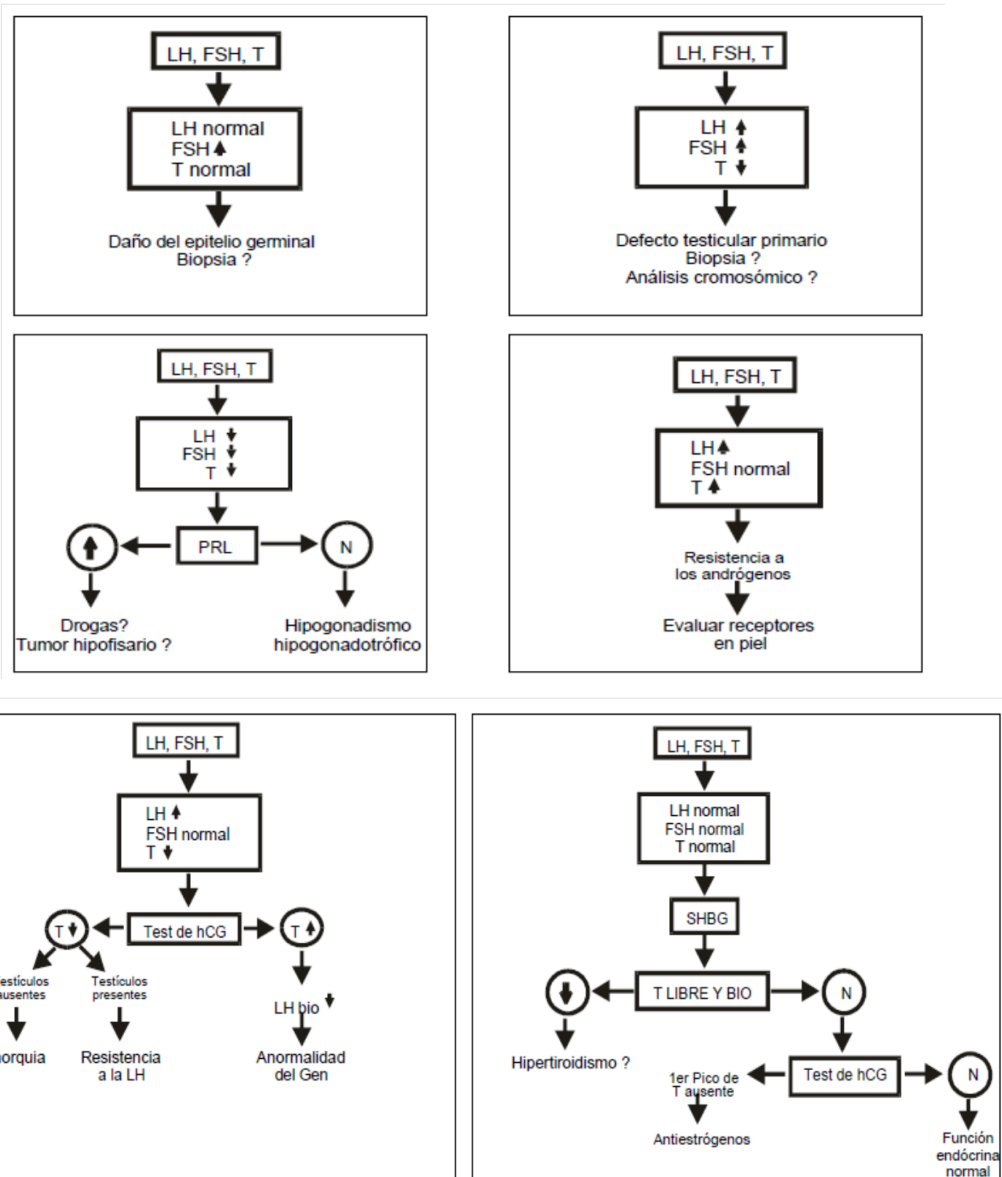 LH, FSH, T
LH normal
FSH ↑
T normal
Daño del epitelio germinal
Biopsia ?
LH, FSH, T
LH ↑
FSH ↑
T ↓
Defecto testicular primario
Biopsia ?
Análisis cromosómico ?
LH, FSH, T
LH ↓
FSH ↓
T ↓
PRL
N
Drogas?
Tumor hipofisario ?
Hipogonadismo
hipogonadotrófico
LH, FSH, T
LH ↑
FSH normal
T ↑
Resistencia a
los andrógenos
Evaluar receptores
en piel
LH, FSH, T
LH ↑
FSH normal
T ↓
T ↓
Test de hCG
T ↑
Testículos
presentes
LH bio ↓
Resistencia
a la LH
Anormalidad
del Gen
LH, FSH, T
LH normal
FSH normal
T normal
SHBG
T LIBRE Y BIO
N
Hipertiroidismo ?
1er Pico de
T ausente
Test de hCG
N
Antiestrógenos
Función
endócrina
normal